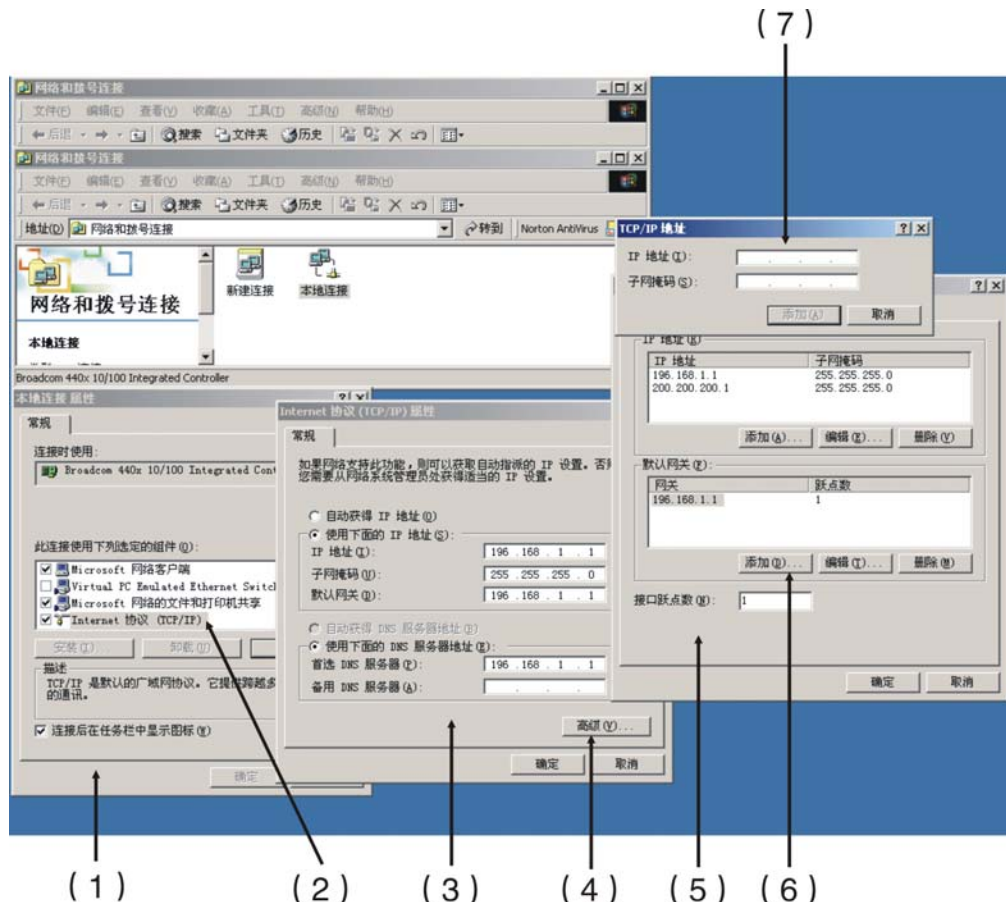 (7)
网络和拨号连接
文件(F) 编辑(E) 查看(V) 收藏(A) 工具(T) 高级(N) 帮助(H)
后退 搜索 文件夹 历史
网络和拨号连接
文件(F) 编辑(E) 查看(V) 收藏(A) 工具(T) 高级(N) 帮助(H)
后退 搜索 文件夹 历史
地址(D) 网络和拨号连接 转到 Norton AntiVirus
网络和拨号连接
本地连接
新建连接 本地连接
Broadcom 440x 10/100 Integrated Controller
TCP/IP 地址
IP 地址(I):
子网掩码(S):
添加(A) 取消
IP 地址(R)
IP 地址 子网掩码
196.168.1.1 255.255.255.0
200.200.200.1 255.255.255.0
添加(A)... 编辑(E)... 删除(V)
默认网关(F):
网关 跃点数
196.168.1.1 1
添加(D)... 编辑(T)... 删除(M)
接口跃点数(N): 1
确定 取消
本地连接 属性
常规
连接时使用:
Broadcom 440x 10/100 Integrated Cont
此连接使用下列选定的组件(O):
Microsoft 网络客户端
Virtual PC Emulated Ethernet Switc
Microsoft 网络的文件和打印机共享
Internet 协议 (TCP/IP)
安装(I)... 卸载(U)
描述
TCP/IP 是默认的广域网协议。它提供跨越多
的通讯。
连接后在任务栏中显示图标(W)
确定
Internet 协议 (TCP/IP) 属性
常规
如果网络支持此功能，则可以获取自动指派的 IP 设置。否则
您需要从网络系统管理员处获得适当的 IP 设置。
自动获得 IP 地址(O)
使用下面的 IP 地址(S):
IP 地址(I): 196 .168 . 1 . 1
子网掩码(U): 255 .255 .255 . 0
默认网关(D): 196 .168 . 1 . 1
自动获得 DNS 服务器地址(B)
使用下面的 DNS 服务器地址(E):
首选 DNS 服务器(P): 196 .168 . 1 . 1
备用 DNS 服务器(A):
高级(V)...
确定 取消
(1) (2) (3) (4) (5) (6)